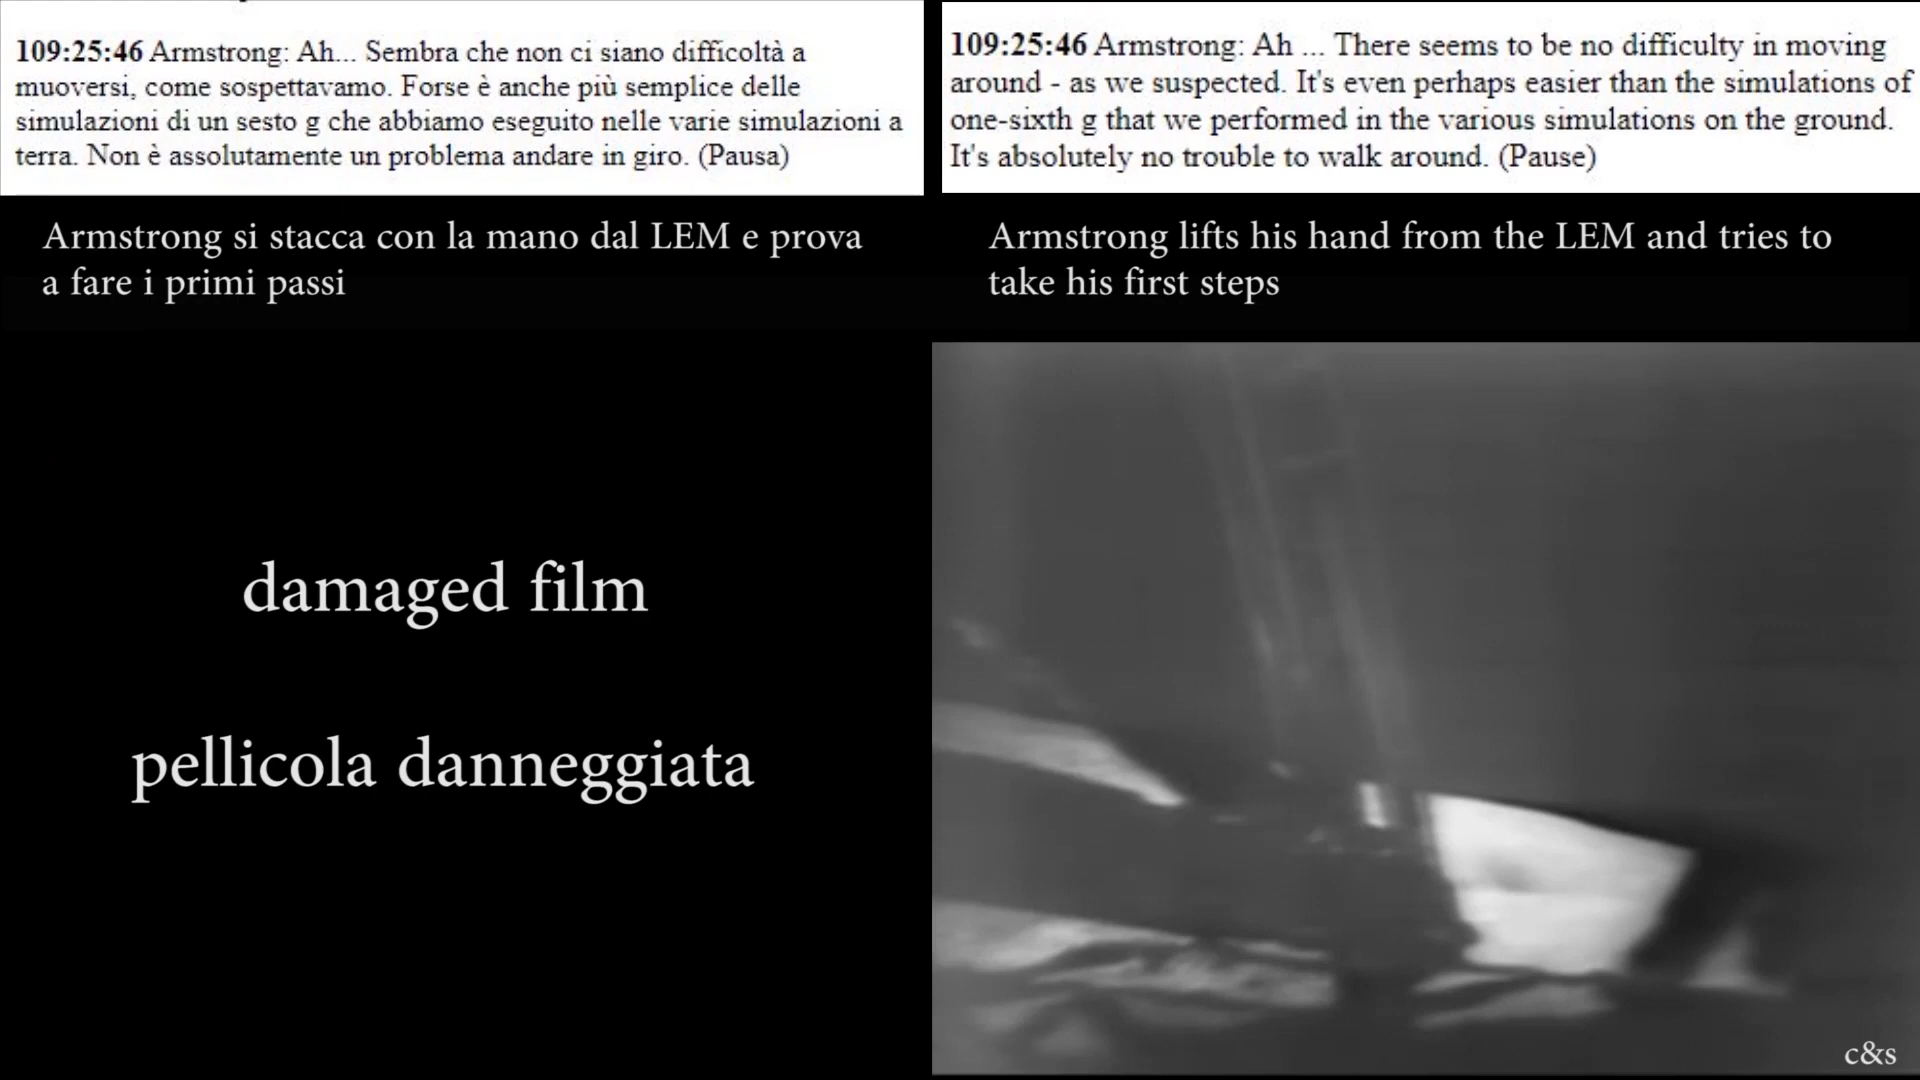 109:25:46 Armstrong: Ah... Sembra che non ci siano difficoltà a
muoversi, come sospettavamo. Forse è anche più semplice delle
simulazioni di un sesto g che abbiamo eseguito nelle varie simulazioni a
terra. Non è assolutamente un problema andare in giro. (Pausa)
109:25:46 Armstrong: Ah ... There seems to be no difficulty in moving
around - as we suspected. It's even perhaps easier than the simulations of
one-sixth g that we performed in the various simulations on the ground.
It's absolutely no trouble to walk around. (Pause)
Armstrong si stacca con la mano dal LEM e prova
a fare i primi passi
Armstrong lifts his hand from the LEM and tries to
take his first steps
damaged film
pellicola danneggiata
c&s